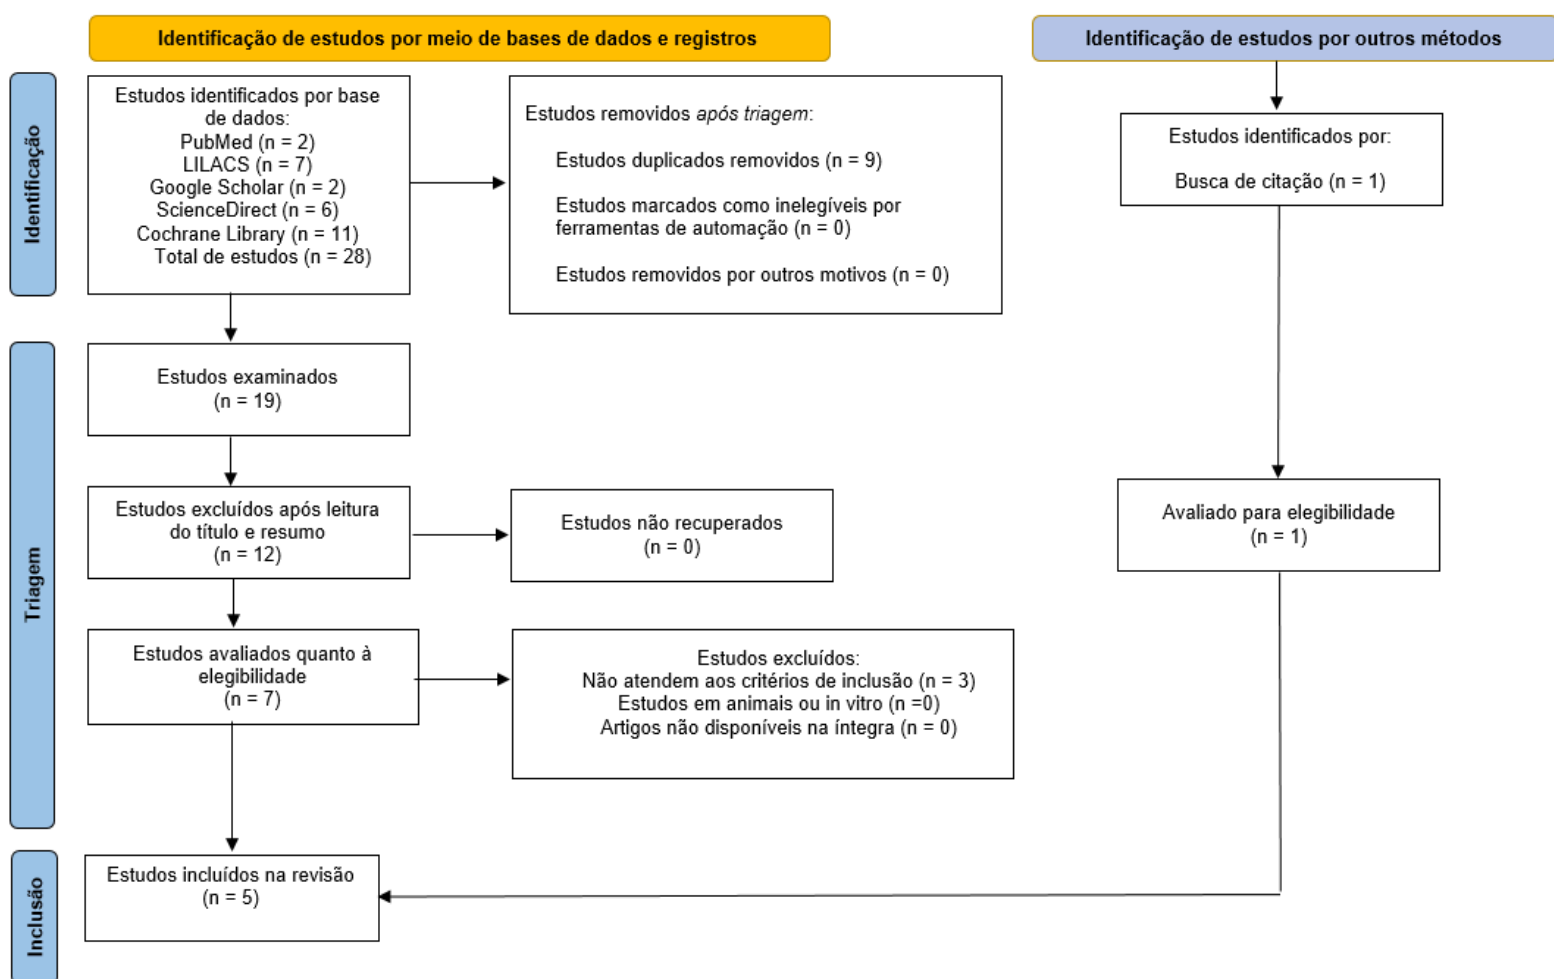 Identificação de estudos por meio de bases de dados e registros
Identificação de estudos por outros métodos
Identificação
Estudos identificados por base
de dados:
PubMed (n = 2)
LILACS (n = 7)
Google Scholar (n = 2)
ScienceDirect (n = 6)
Cochrane Library (n = 11)
Total de estudos (n = 28)
Estudos removidos após triagem:
Estudos duplicados removidos (n = 9)
Estudos marcados como inelegíveis por
ferramentas de automação (n = 0)
Estudos removidos por outros motivos (n = 0)
Estudos identificados por:
Busca de citação (n = 1)
Triagem
Estudos examinados
(n = 19)
Estudos excluídos após leitura
do título e resumo
(n = 12)
Estudos não recuperados
(n = 0)
Avaliado para elegibilidade
(n = 1)
Estudos avaliados quanto à
elegibilidade
(n = 7)
Estudos excluídos:
Não atendem aos critérios de inclusão (n = 3)
Estudos em animais ou in vitro (n =0)
Artigos não disponíveis na íntegra (n = 0)
Inclusão
Estudos incluídos na revisão
(n = 5)